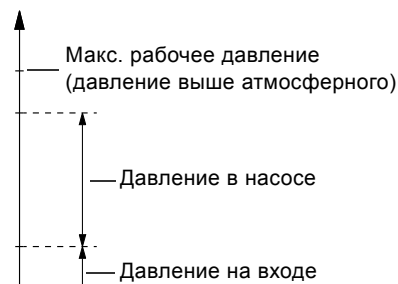 Макс. рабочее давление
(давление выше атмосферного)
Давление в насосе
Давление на входе